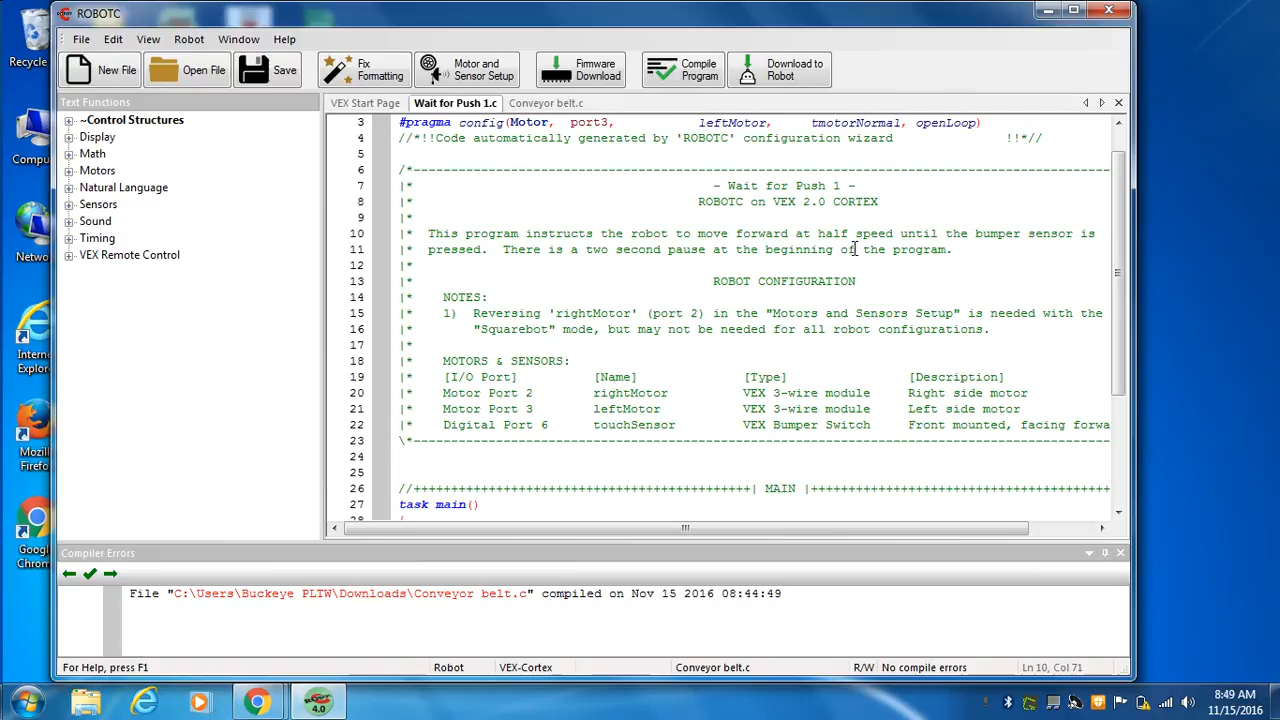 ROBOTC
File Edit View Robot Window Help
New File Open File Save Fix Formatting Motor and Sensor Setup Firmware Download Compile Program Download to Robot
Text Functions
VEX Start Page Wait for Push 1.c Conveyor belt.c
~Control Structures
Display
Math
Motors
Natural Language
Sensors
Sound
Timing
VEX Remote Control
3 #pragma config(Motor, port3, leftMotor, tmotorNormal, openLoop)
4 //*!!Code automatically generated by 'ROBOTC' configuration wizard !!*//
5
6 /*----------------------------------------------------------------------------------------------
7 |* - Wait for Push 1 -
8 |* ROBOTC on VEX 2.0 CORTEX
9 |*
10 |* This program instructs the robot to move forward at half speed until the bumper sensor is
11 |* pressed. There is a two second pause at the beginning of the program.
12 |*
13 |* ROBOT CONFIGURATION
14 |* NOTES:
15 |* 1) Reversing 'rightMotor' (port 2) in the "Motors and Sensors Setup" is needed with the
16 |* "Squarebot" mode, but may not be needed for all robot configurations.
17 |*
18 |* MOTORS & SENSORS:
19 |* [I/O Port] [Name] [Type] [Description]
20 |* Motor Port 2 rightMotor VEX 3-wire module Right side motor
21 |* Motor Port 3 leftMotor VEX 3-wire module Left side motor
22 |* Digital Port 6 touchSensor VEX Bumper Switch Front mounted, facing forwa
23 \*----------------------------------------------------------------------------------------------
24
25
26 //+++++++++++++++++++++++++++++++++++++++++++++| MAIN |++++++++++++++++++++++++++++++++++++++++
27 task main()
28
Compiler Errors
File "C:\Users\Buckeye PLTW\Downloads\Conveyor belt.c" compiled on Nov 15 2016 08:44:49
For Help, press F1 Robot VEX-Cortex Conveyor belt.c R/W No compile errors Ln 10, Col 71
Recycle
Compu
Netwo
Intern
Explor
Mozill
Firefo
Googl
Chrom
4.0
8:49 AM
11/15/2016